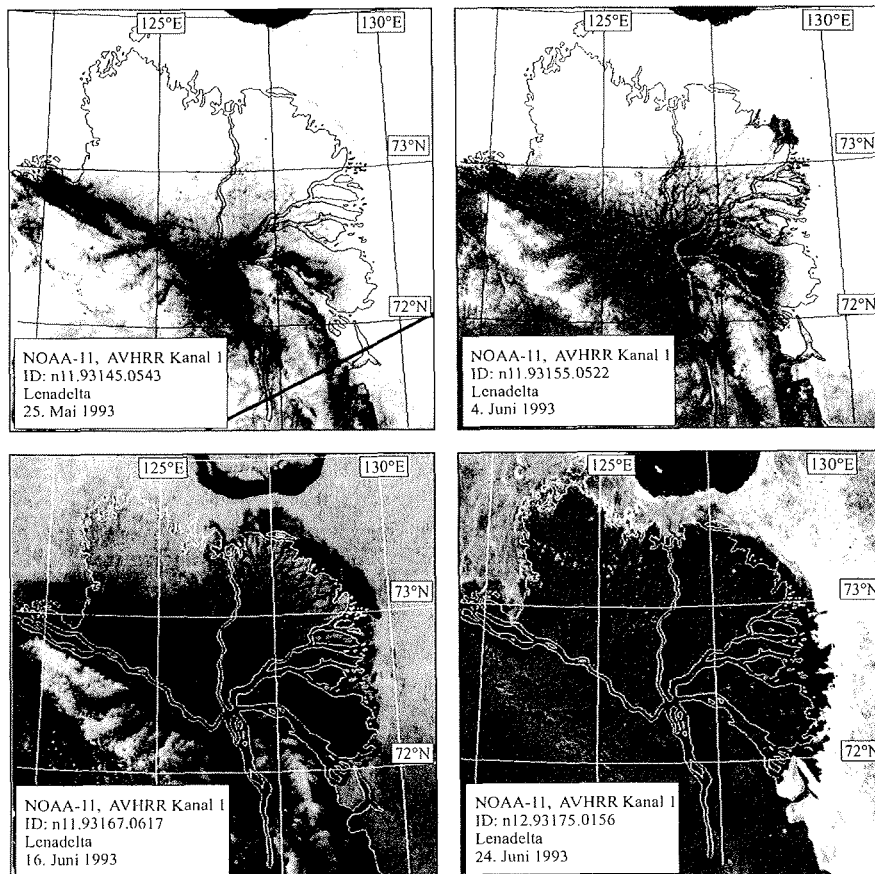 125°E
130°E
73°N
72°N
NOAA-11, AVHRR Kanal 1
ID: n11.93145.0543
Lenadelta
25. Mai 1993
125°E
130°E
73°N
72°N
NOAA-11, AVHRR Kanal 1
ID: n11.93155.0522
Lenadelta
4. Juni 1993
125°E
130°E
73°N
72°N
NOAA-11, AVHRR Kanal 1
ID: n11.93167.0617
Lenadelta
16. Juni 1993
125°E
130°E
73°N
72°N
NOAA-11, AVHRR Kanal 1
ID: n12.93175.0156
Lenadelta
24. Juni 1993